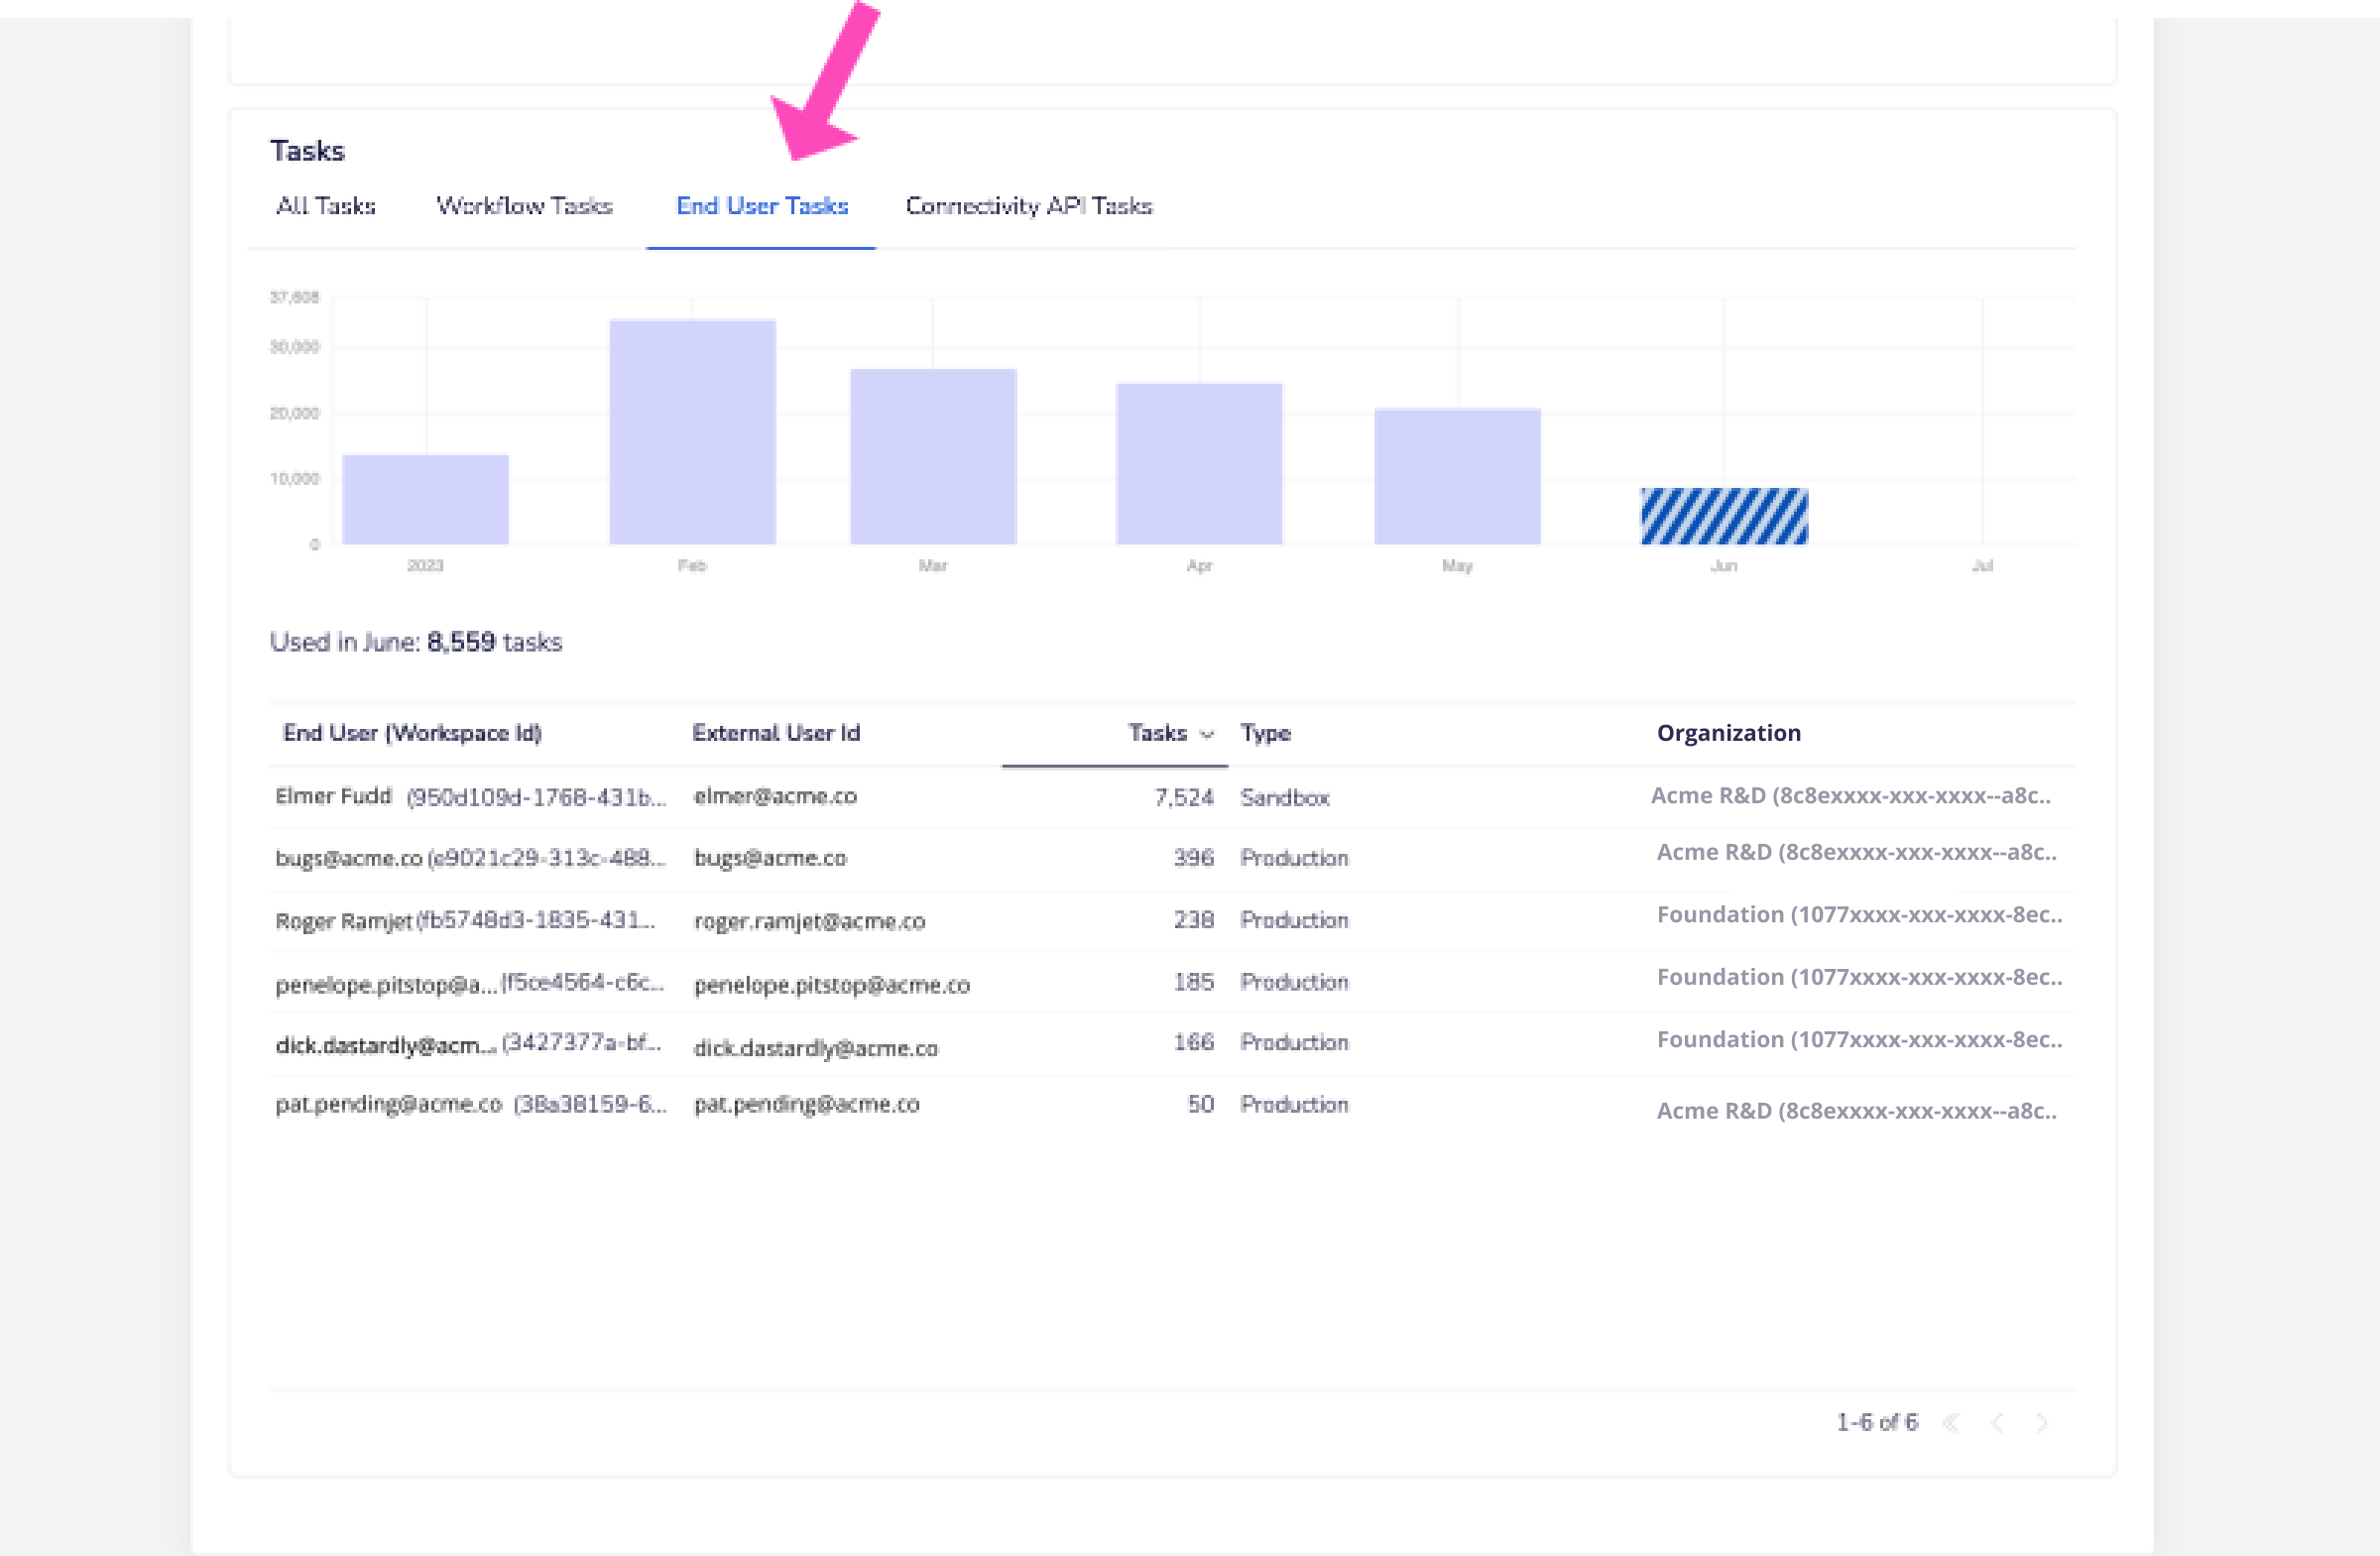 Tasks
All Tasks Workflow Tasks End User Tasks Connectivity API Tasks
37,608
30,000
20,000
10,000
0
2023 Feb Mar Apr May Jun Jul
Used in June: 8,559 tasks
End User (Workspace Id) External User Id Tasks Type Organization
Elmer Fudd (950d109d-1768-431b... elmer@acme.co 7,524 Sandbox Acme R&D (8c8exxxx-xxx-xxxx--a8c..
bugs@acme.co (e9021c29-313c-488... bugs@acme.co 396 Production Acme R&D (8c8exxxx-xxx-xxxx--a8c..
Roger Ramjet (fb5748d3-1835-431... roger.ramjet@acme.co 238 Production Foundation (1077xxxx-xxx-xxxx-8ec..
penelope.pitstop@a... (f5ce4564-c6c... penelope.pitstop@acme.co 185 Production Foundation (1077xxxx-xxx-xxxx-8ec..
dick.dastardly@acm... (3427377a-bf... dick.dastardly@acme.co 166 Production Foundation (1077xxxx-xxx-xxxx-8ec..
pat.pending@acme.co (38a38159-6... pat.pending@acme.co 50 Production Acme R&D (8c8exxxx-xxx-xxxx--a8c..
1-6 of 6